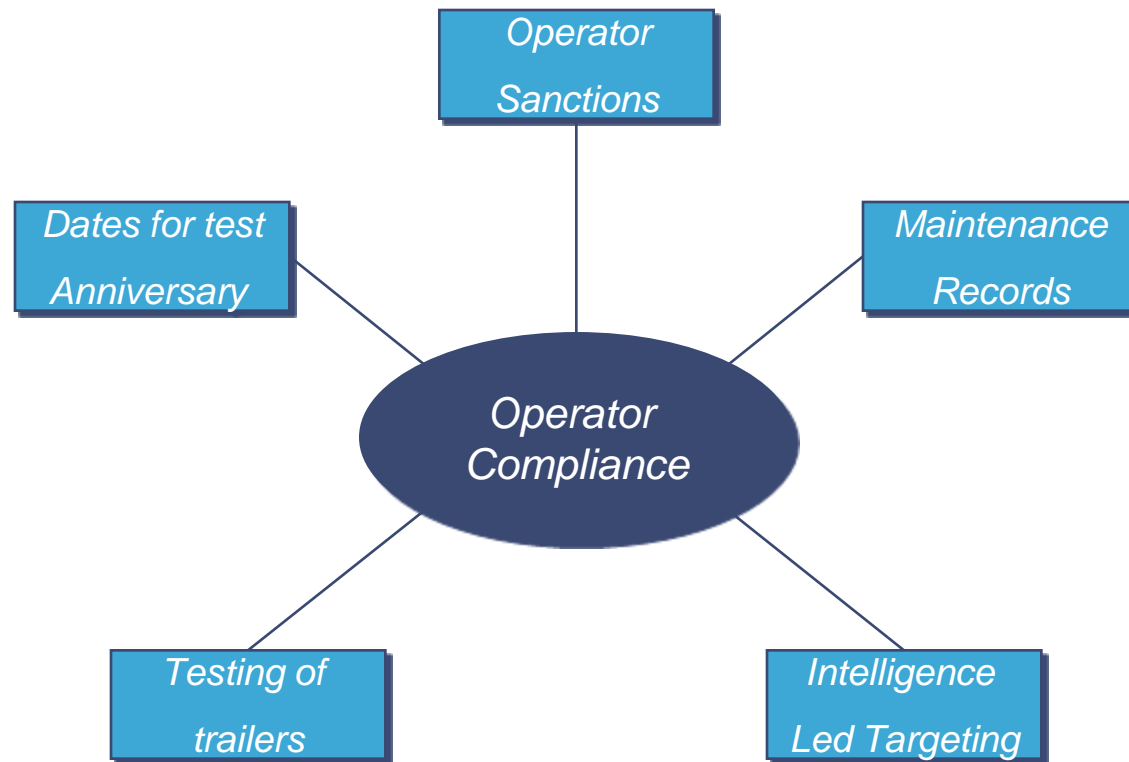 Operator
Sanctions
Dates for test
Anniversary
Maintenance
Records
Operator
Compliance
Testing of
trailers
Intelligence
Led Targeting